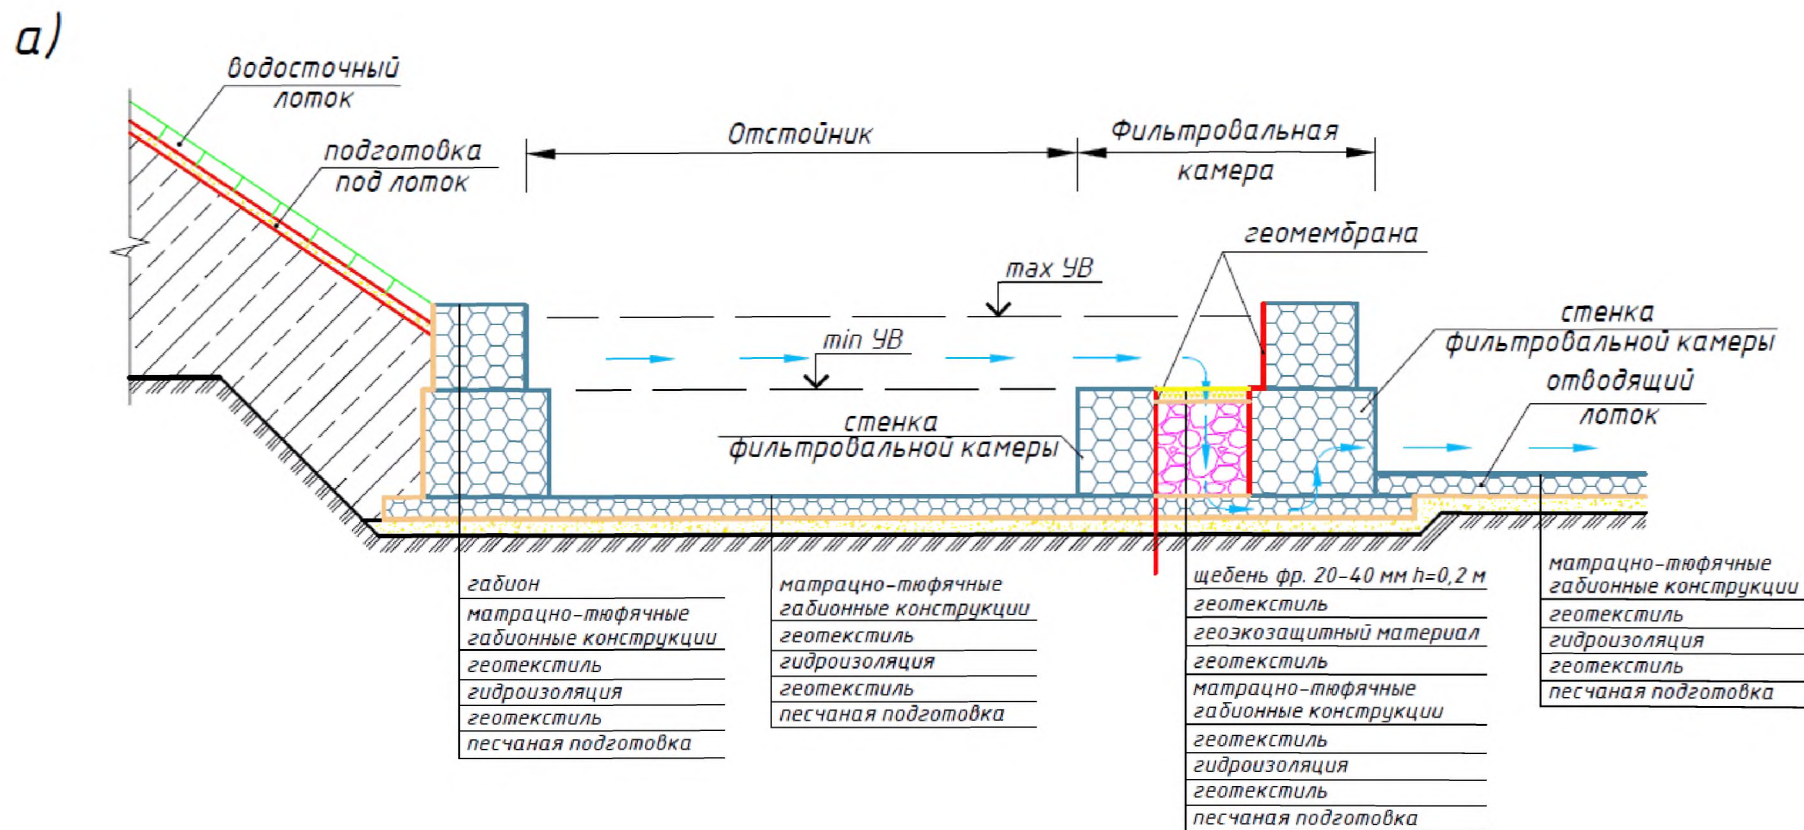 а)
водосточный
лоток
подготовка
под лоток
Отстойник
Фильтровальная
камера
геомембрана
max УВ
min УВ
стенка
фильтровальной камеры
стенка
фильтровальной камеры
отводящий
лоток
габион
матрацно-тюфячные
габионные конструкции
геотекстиль
гидроизоляция
геотекстиль
песчаная подготовка
матрацно-тюфячные
габионные конструкции
геотекстиль
гидроизоляция
геотекстиль
песчаная подготовка
щебень фр. 20-40 мм h=0,2 м
геотекстиль
геоэкозащитный материал
геотекстиль
матрацно-тюфячные
габионные конструкции
геотекстиль
гидроизоляция
геотекстиль
песчаная подготовка
матрацно-тюфячные
габионные конструкции
геотекстиль
гидроизоляция
геотекстиль
песчаная подготовка